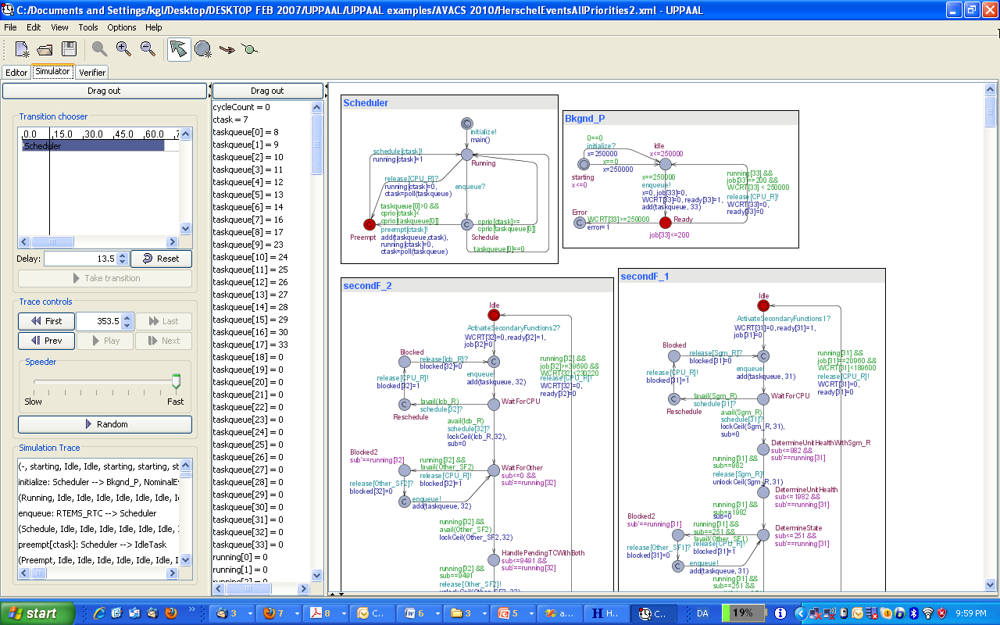 C:/Documents and Settings/kgl/Desktop/DESKTOP FEB 2007/UPPAAL/UPPAAL examples/AVACS 2010/HerschelEventsAllPriorities2.xml - UPPAAL
File Edit View Tools Options Help
Editor Simulator Verifier
Drag out
Transition chooser
0.0 15.0 45.0 60.0
Scheduler
Delay: 13.5 Reset
Take transition
Trace controls
First 353.5 Last
Prev Play Next
Speeder
Slow Fast
Random
Simulation Trace
(-, starting, Idle, Idle, starting, starting, st
initialize: Scheduler --> Bkgnd_P, NominalE
(Running, Idle, Idle, Idle, Idle, Idle, Idle, Ic
enqueue: RTEMS_RTC --> Scheduler
(Schedule, Idle, Idle, Idle, Idle, Idle, Idle, I
preempt[ctask]: Scheduler --> IdleTask
(Preempt, Idle, Idle, Idle, Idle, Idle, Idle, I
Drag out
cycleCount = 0
ctask = 7
taskqueue[0] = 8
taskqueue[1] = 9
taskqueue[2] = 10
taskqueue[3] = 11
taskqueue[4] = 12
taskqueue[5] = 13
taskqueue[6] = 14
taskqueue[7] = 16
taskqueue[8] = 17
taskqueue[9] = 23
taskqueue[10] = 24
taskqueue[11] = 25
taskqueue[12] = 26
taskqueue[13] = 27
taskqueue[14] = 28
taskqueue[15] = 29
taskqueue[16] = 30
taskqueue[17] = 33
taskqueue[18] = 0
taskqueue[19] = 0
taskqueue[20] = 0
taskqueue[21] = 0
taskqueue[22] = 0
taskqueue[23] = 0
taskqueue[24] = 0
taskqueue[25] = 0
taskqueue[26] = 0
taskqueue[27] = 0
taskqueue[28] = 0
taskqueue[29] = 0
taskqueue[30] = 0
taskqueue[31] = 0
taskqueue[32] = 0
taskqueue[33] = 0
running[0] = 0
running[1] = 0
running[2] = 0
Scheduler
C
initialize!
main()
schedule[ctask]!
running[ctask]=1
Running
release[CPU_R]?
running[ctask]=0,
ctask=poll(taskqueue)
enqueue?
taskqueue[0]>0 &&
cprio[ctask]<
cprio[taskqueue[0]]
preempt[ctask]!
add(taskqueue,ctask),
running[ctask]=0,
ctask=poll(taskqueue)
C
Preempt
C
Schedule
cprio[ctask]>=
cprio[taskqueue[0]]
taskqueue[0]==0
Bkgnd_P
0==0
initialize?
x=250000
Idle
x<=250000
x==0
x=250000
starting
x<=0
x==250000
enqueue!
x=0, job[33]=0,
WCRT[33]=0, ready[33]=1,
add(taskqueue, 33)
running[33] &&
job[33]==200 &&
WCRT[33] < 250000
release[CPU_R]!
WCRT[33]=0,
ready[33]=0
Error
C
WCRT[33]>=250000
error=1
Ready
job[33]<=200
secondF_2
Idle
ActivateSecondaryFunctions2?
WCRT[32]=0, ready[32]=1,
job[32]=0
Blocked
release[Icb_R]?
blocked[32]=0
C
running[32] &&
job[32]>=39690 &&
WCRT[32]<230220
release[CPU_R]!
WCRT[32]=0,
ready[32]=0
release[CPU_R]!
blocked[32]=1
enqueue!
add(taskqueue, 32)
C
Reschedule
!avail(Icb_R)
schedule[32]?
WaitForCPU
avail(Icb_R)
schedule[32]?
lockCeil(Icb_R,32),
sub=0
Blocked2
sub'==running[32]
running[32] &&
!avail(Other_SF2)
release[CPU_R]!
blocked[32]=1
WaitForOther
sub<=0 &&
sub'==running[32]
release[Other_SF2]?
blocked[32]=0
C
enqueue!
add(taskqueue, 32)
running[32] &&
avail(Other_SF2)
lockCeil(Other_SF2,32)
HandlePendingTCWithBoth
sub<=9491 &&
sub'==running[32]
running[32] &&
sub==9491
release[Other_SF2]!
secondF_1
Idle
ActivateSecondaryFunctions1?
WCRT[31]=0, ready[31]=1,
job[31]=0
Blocked
release[Sgm_R]?
blocked[31]=0
C
running[31] &&
job[31]==20960 &&
WCRT[31]<189600
release[CPU_R]!
WCRT[31]=0,
ready[31]=0
release[CPU_R]!
blocked[31]=1
enqueue!
add(taskqueue, 31)
C
Reschedule
!avail(Sgm_R)
schedule[31]?
WaitForCPU
avail(Sgm_R)
schedule[31]?
lockCeil(Sgm_R, 31),
sub=0
DetermineUnitHealthWithSgm_R
sub<=982 &&
sub'==running[31]
running[31] &&
sub==982
release[Sgm_R]!
unlockCeil(Sgm_R,31)
DetermineUnitHealth
sub<=1982 &&
sub'==running[31]
running[31] &&
sub==1982
sub=0
Blocked2
sub'==running[31]
running[31] &&
sub==251 &&
!avail(Other_SF1)
release[CPU_R]!
blocked[31]=1
DetermineState
sub<=251 &&
sub'==running[31]
release[Other_SF1]?
blocked[31]=0
C
enqueue!
add(taskqueue, 31)
running[31] &&
sub==251 &&
start 3 7 8 C... 6 3 5 a... H... C... DA 19% 9:59 PM